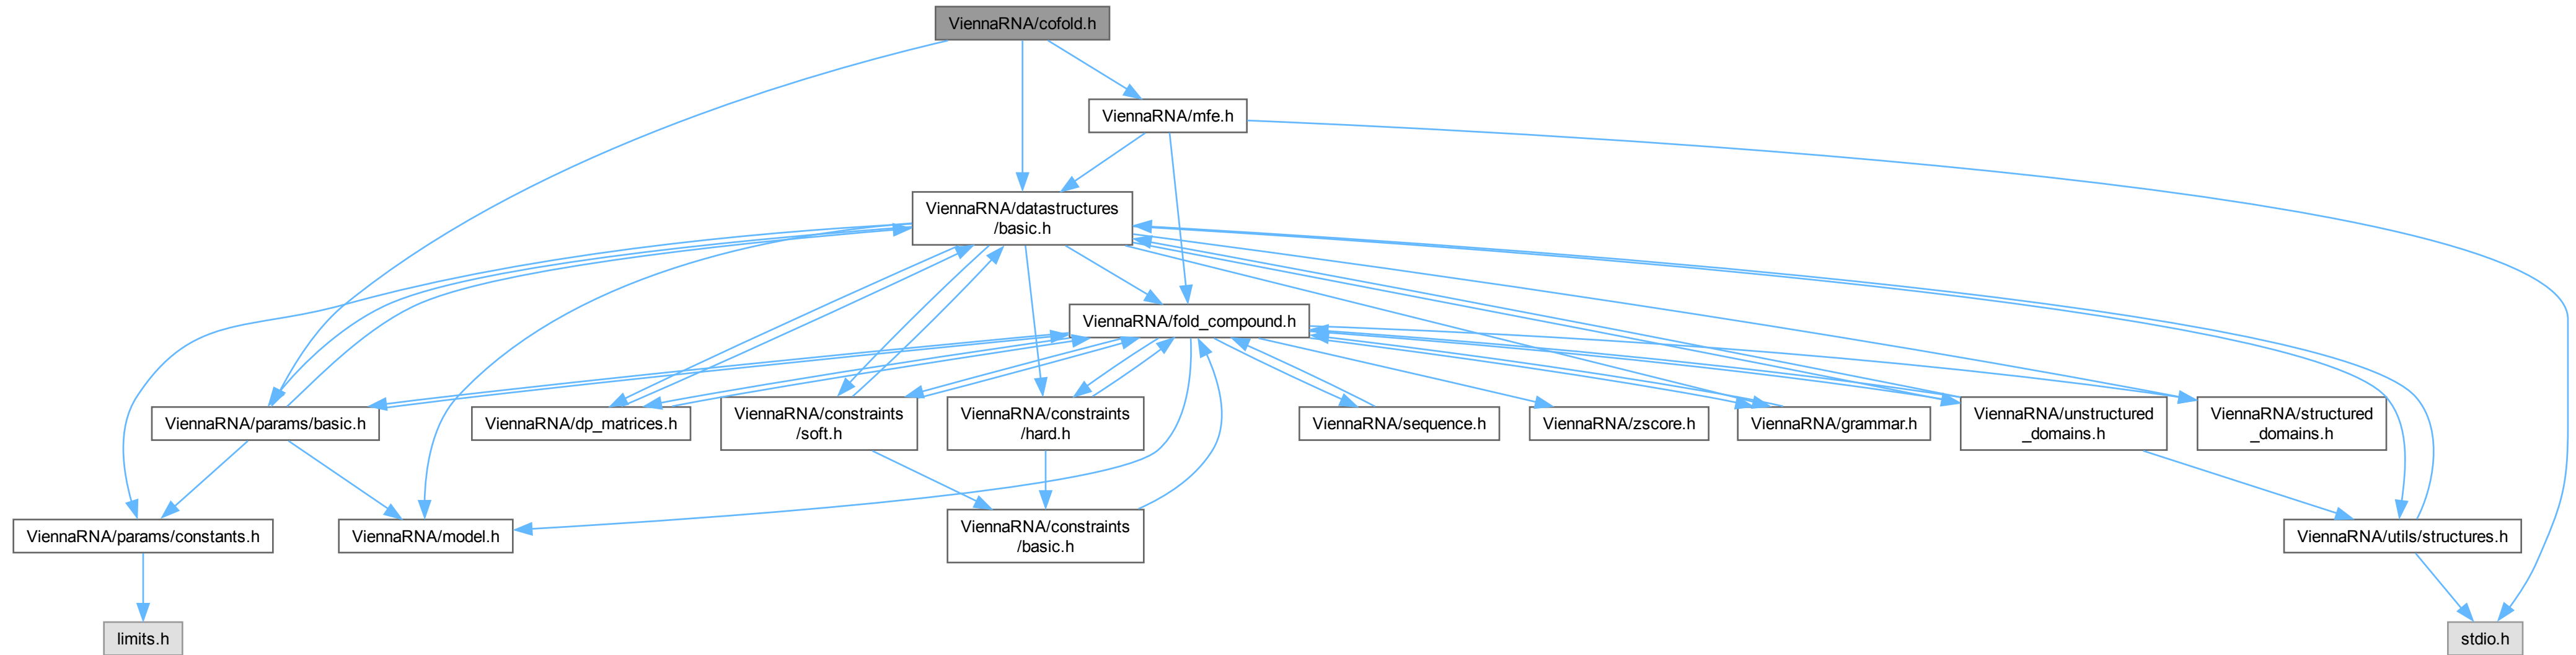 ViennaRNA/cofold.h
ViennaRNA/mfe.h
ViennaRNA/datastructures
/basic.h
ViennaRNA/fold_compound.h
ViennaRNA/params/basic.h
ViennaRNA/dp_matrices.h
ViennaRNA/constraints
/soft.h
ViennaRNA/constraints
/hard.h
ViennaRNA/sequence.h
ViennaRNA/zscore.h
ViennaRNA/grammar.h
ViennaRNA/unstructured
_domains.h
ViennaRNA/structured
_domains.h
ViennaRNA/params/constants.h
ViennaRNA/model.h
ViennaRNA/constraints
/basic.h
ViennaRNA/utils/structures.h
limits.h
stdio.h